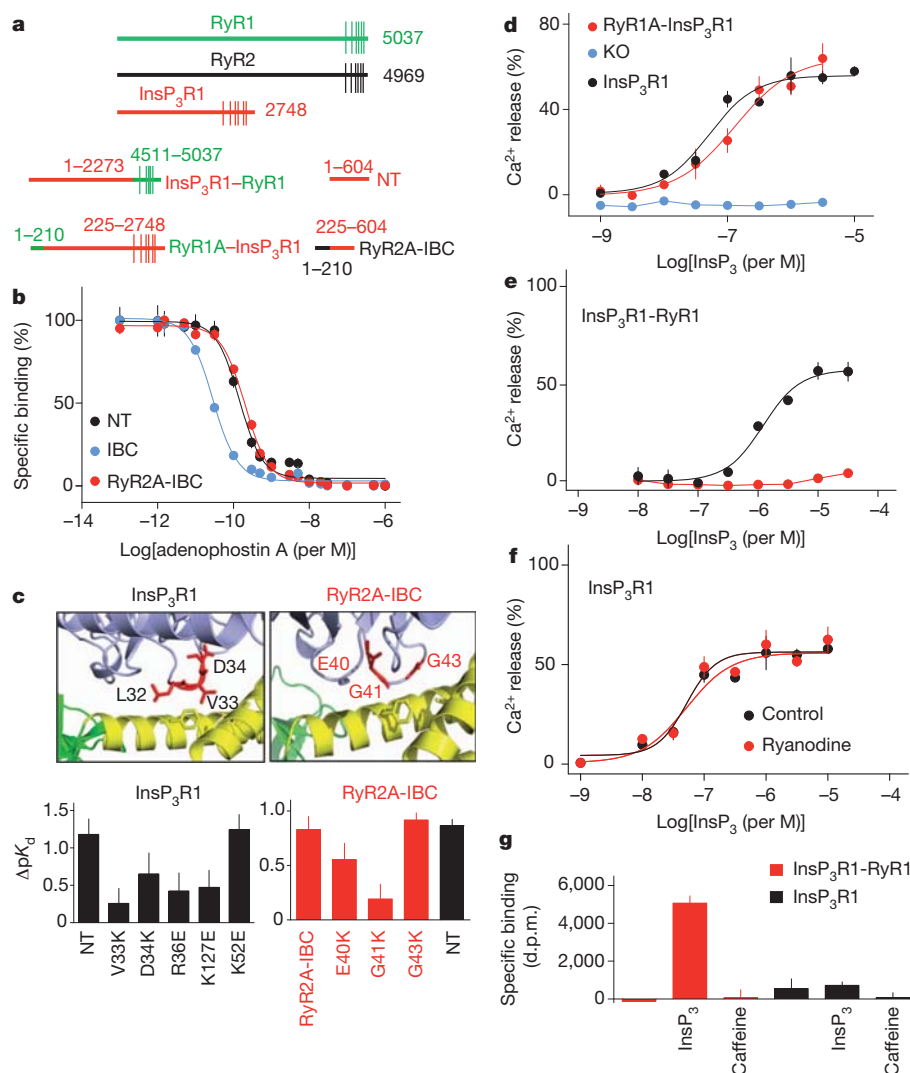 a
RyR1
5037
RyR2
4969
InsP3R1
2748
1–2273
4511–5037
InsP3R1–RyR1
1–604
NT
1–210
225–2748
RyR1A–InsP3R1
225–604
RyR2A-IBC
1–210
b
Specific binding (%)
100
50
0
NT
IBC
RyR2A-IBC
–14
–12
–10
–8
–6
Log[adenophostin A (per M)]
c
InsP3R1
RyR2A-IBC
L32
D34
V33
E40
G41
G43
InsP3R1
RyR2A-IBC
ΔpKd
1.5
1.0
0.5
0
1.0
0.5
0
NT
V33K
D34K
R36E
K127E
K52E
RyR2A-IBC
E40K
G41K
G43K
NT
d
RyR1A-InsP3R1
KO
InsP3R1
Ca2+ release (%)
80
40
0
–9
–7
–5
Log[InsP3 (per M)]
e
InsP3R1-RyR1
Ca2+ release (%)
100
50
0
–9
–8
–7
–6
–5
–4
Log[InsP3 (per M)]
f
InsP3R1
Ca2+ release (%)
100
50
0
Control
Ryanodine
–9
–8
–7
–6
–5
–4
Log[InsP3 (per M)]
g
InsP3R1-RyR1
InsP3R1
Specific binding
(d.p.m.)
6,000
4,000
2,000
0
InsP3
Caffeine
InsP3
Caffeine